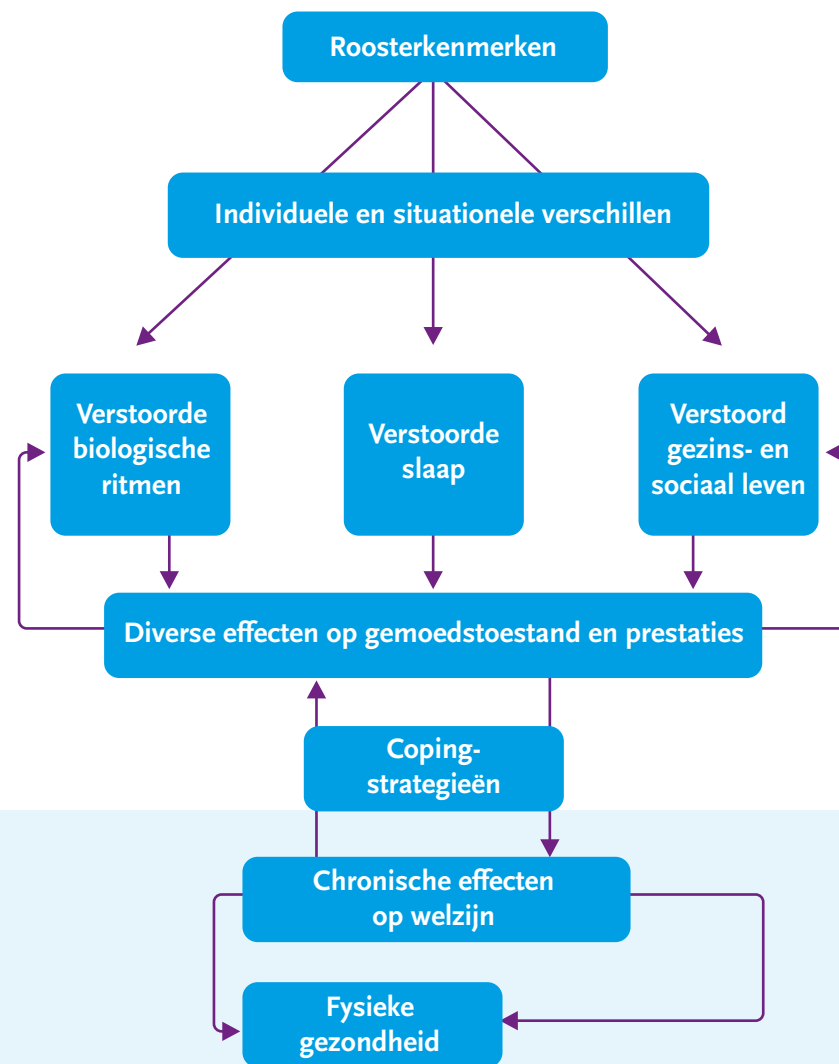 Roosterkenmerken
Individuele en situationele verschillen
Verstoorde
biologische
ritmen
Verstoorde
slaap
Verstoord
gezins- en
sociaal leven
Diverse effecten op gemoedstoestand en prestaties
Coping-
strategieën
Chronische effecten
op welzijn
Fysieke
gezondheid